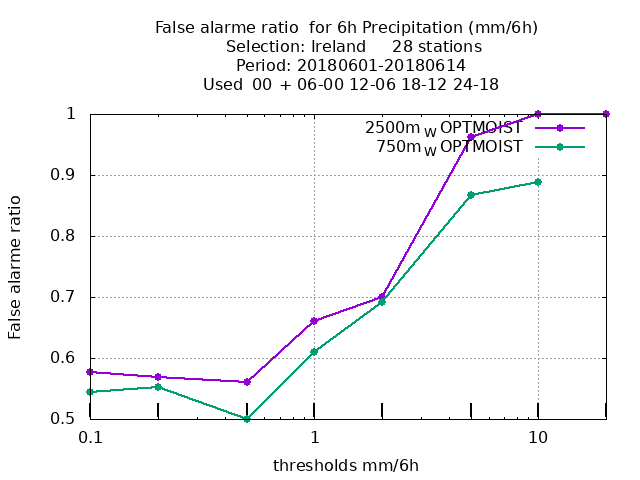 False alarme ratio for 6h Precipitation (mm/6h)
Selection: Ireland 28 stations
Period: 20180601-20180614
Used 00 + 06-00 12-06 18-12 24-18
2500m W OPTMOIST
750m W OPTMOIST
1
0.9
0.8
0.7
0.6
0.5
False alarme ratio
0.1 1 10
thresholds mm/6h